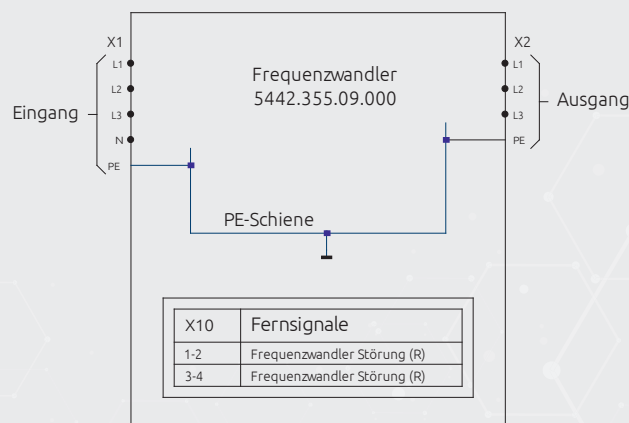 X1
X2
L1
L1
L2
Frequenzwandler
L2
5442.355.09.000
Eingang
L3
L3
Ausgang
N
PE
PE
PE-Schiene
X10 Fernsignale
1-2 Frequenzwandler Störung (R)
3-4 Frequenzwandler Störung (R)